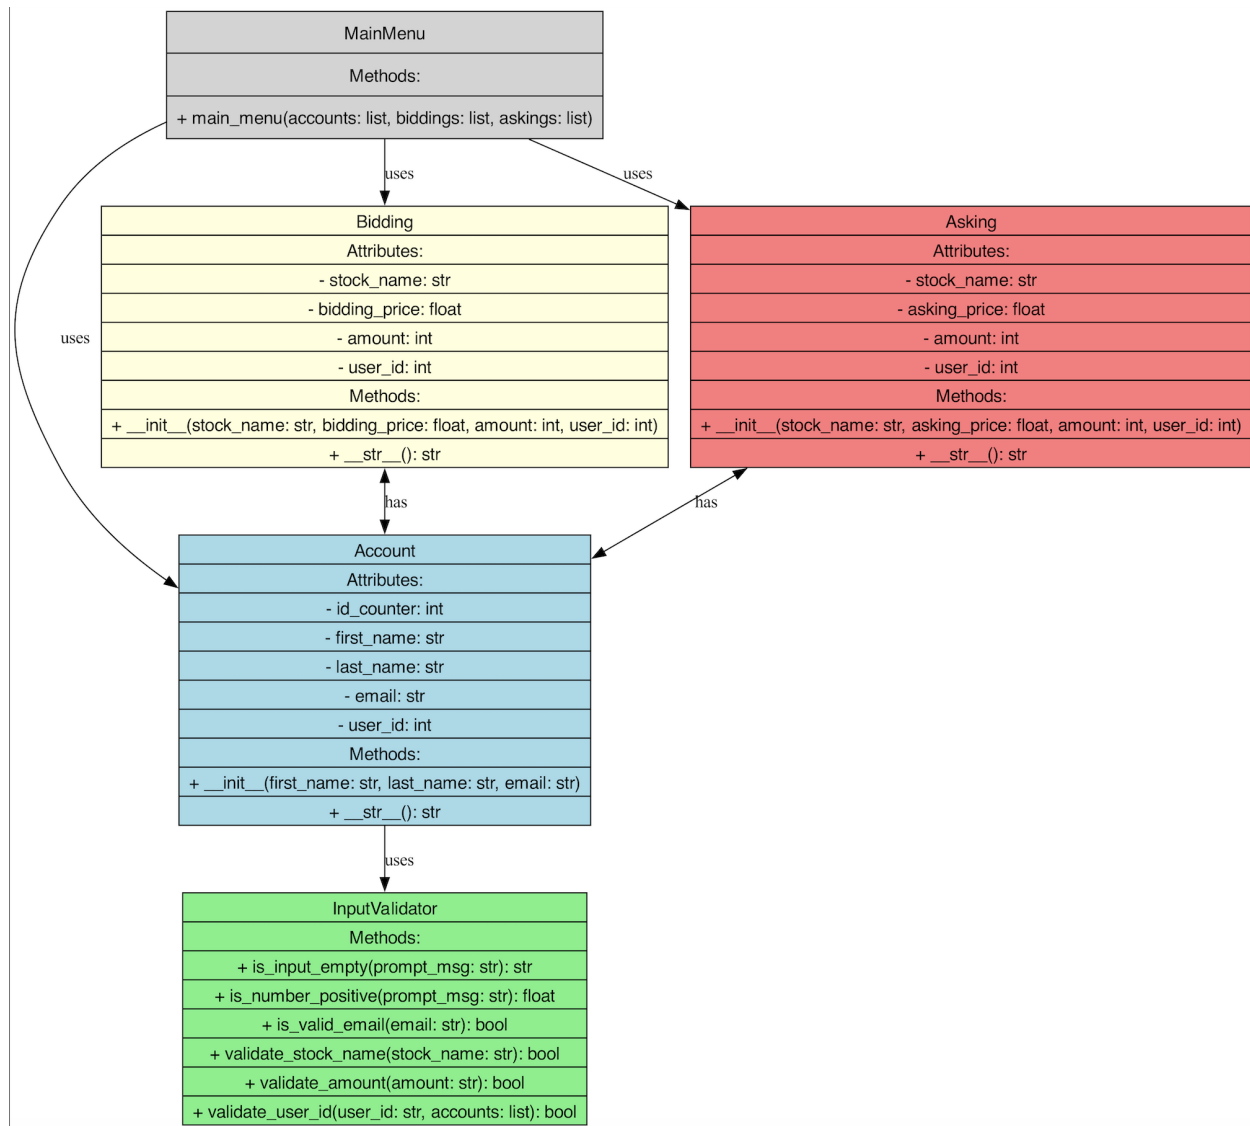 MainMenu
Methods:
+ main_menu(accounts: list, biddings: list, askings: list)
uses
uses
uses
Bidding
Attributes:
- stock_name: str
- bidding_price: float
- amount: int
- user_id: int
Methods:
+ __init__(stock_name: str, bidding_price: float, amount: int, user_id: int)
+ __str__(): str
Asking
Attributes:
- stock_name: str
- asking_price: float
- amount: int
- user_id: int
Methods:
+ __init__(stock_name: str, asking_price: float, amount: int, user_id: int)
+ __str__(): str
has
has
Account
Attributes:
- id_counter: int
- first_name: str
- last_name: str
- email: str
- user_id: int
Methods:
+ __init__(first_name: str, last_name: str, email: str)
+ __str__(): str
uses
InputValidator
Methods:
+ is_input_empty(prompt_msg: str): str
+ is_number_positive(prompt_msg: str): float
+ is_valid_email(email: str): bool
+ validate_stock_name(stock_name: str): bool
+ validate_amount(amount: str): bool
+ validate_user_id(user_id: str, accounts: list): bool